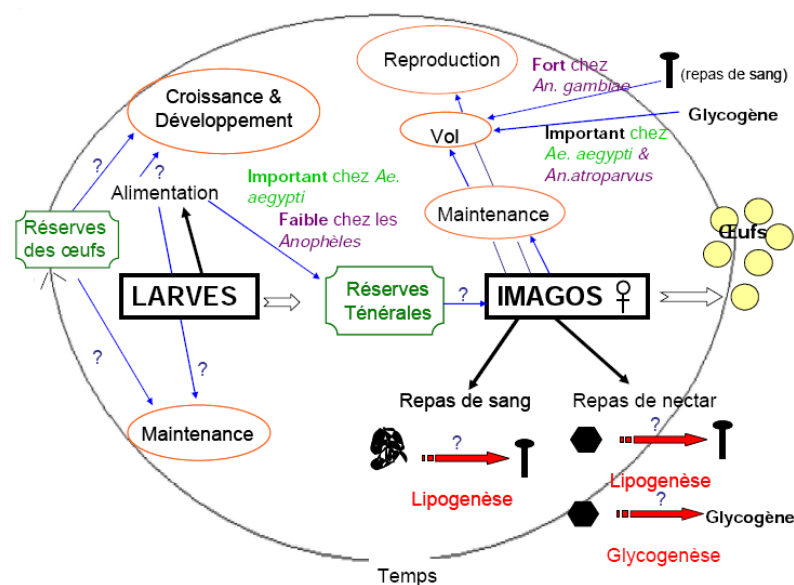 Reproduction
Fort chez
An. gambiae
(repas de sang)
Croissance &
Développement
Glycogène
Vol
Important chez
Ae. aegypti &
An.atroparvus
?
?
Alimentation
Important chez Ae.
aegypti
Faible chez les
Anophèles
Maintenance
Réserves
des œufs
Œufs
LARVES
Réserves
Ténérales
?
IMAGOS ♀
?
?
Repas de sang
Repas de nectar
Maintenance
?
Lipogenèse
?
Lipogenèse
?
Glycogène
Glycogenèse
Temps